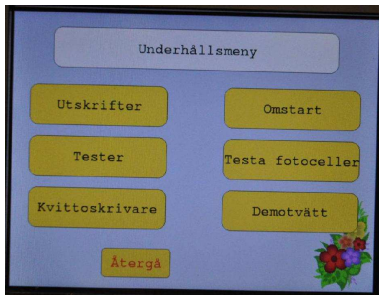 Underhållsmeny
Utskrifter
Omstart
Tester
Testa fotoceller
Kvittoskrivare
Demotvätt
Återgå